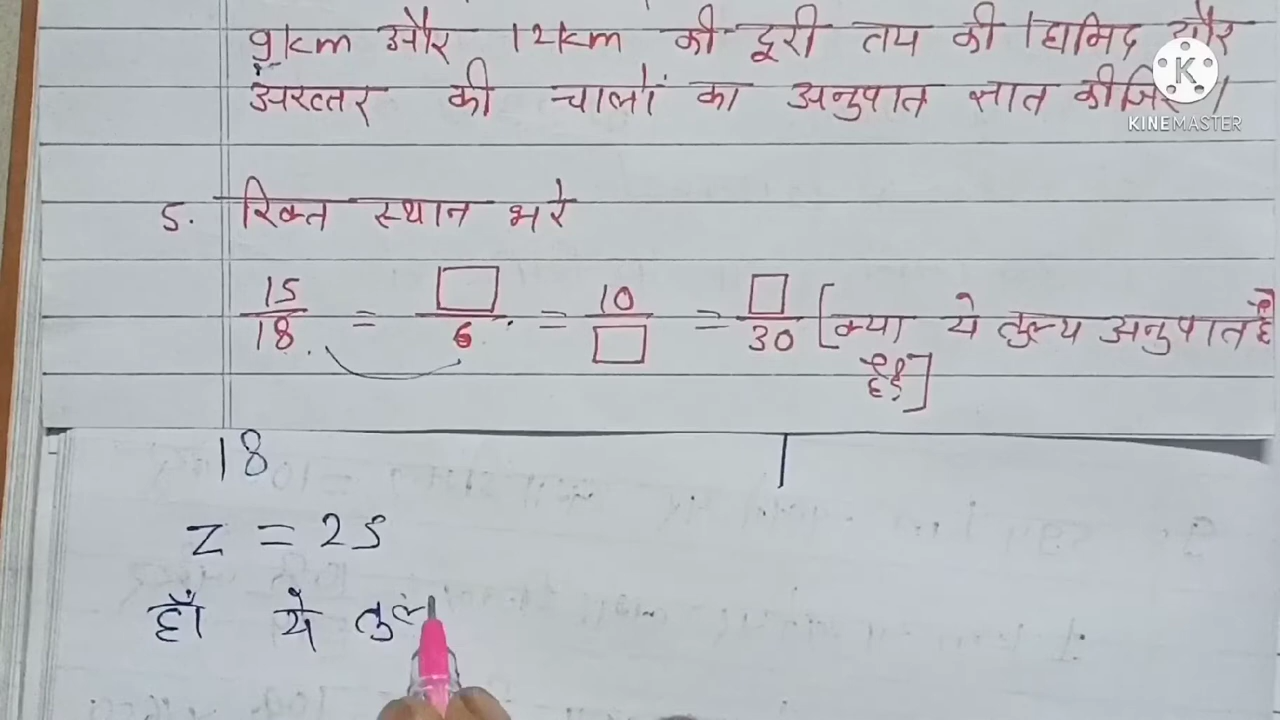 9km और 12km की दूरी तय की। हामिद और
अख्तर की चालों का अनुपात ज्ञात कीजिए।
K
KINEMASTER
5. रिक्त स्थान भरे
15/18 = □/6 = 10/□ = □/30 [क्या ये तुल्य अनुपात है
है]
18
z = 25
हाँ ये तुल